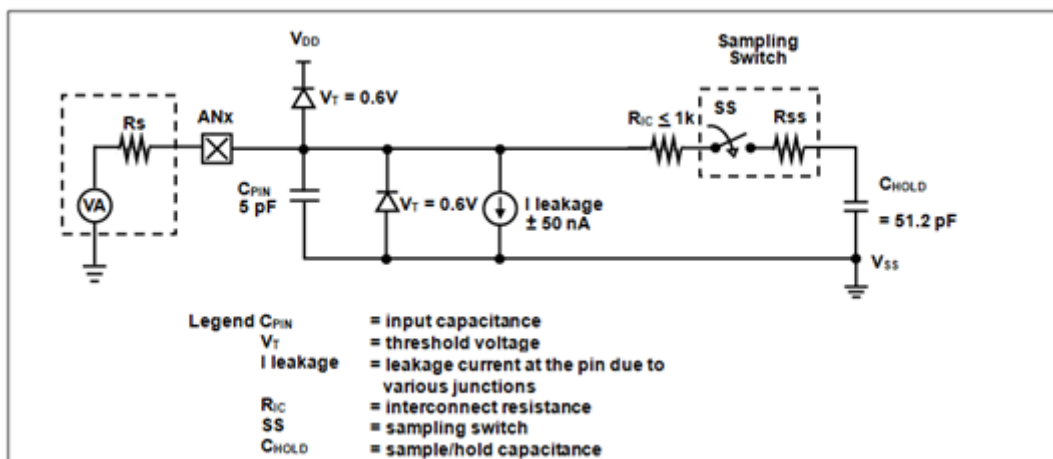 Sampling
Switch
VDD
VT = 0.6V
Rs
ANx
RIC ≤ 1k
SS
Rss
VA
CPIN
5 pF
VT = 0.6V
I leakage
± 50 nA
CHOLD
= 51.2 pF
VSS
Legend CPIN = input capacitance
VT = threshold voltage
I leakage = leakage current at the pin due to
various junctions
RIC = interconnect resistance
SS = sampling switch
CHOLD = sample/hold capacitance